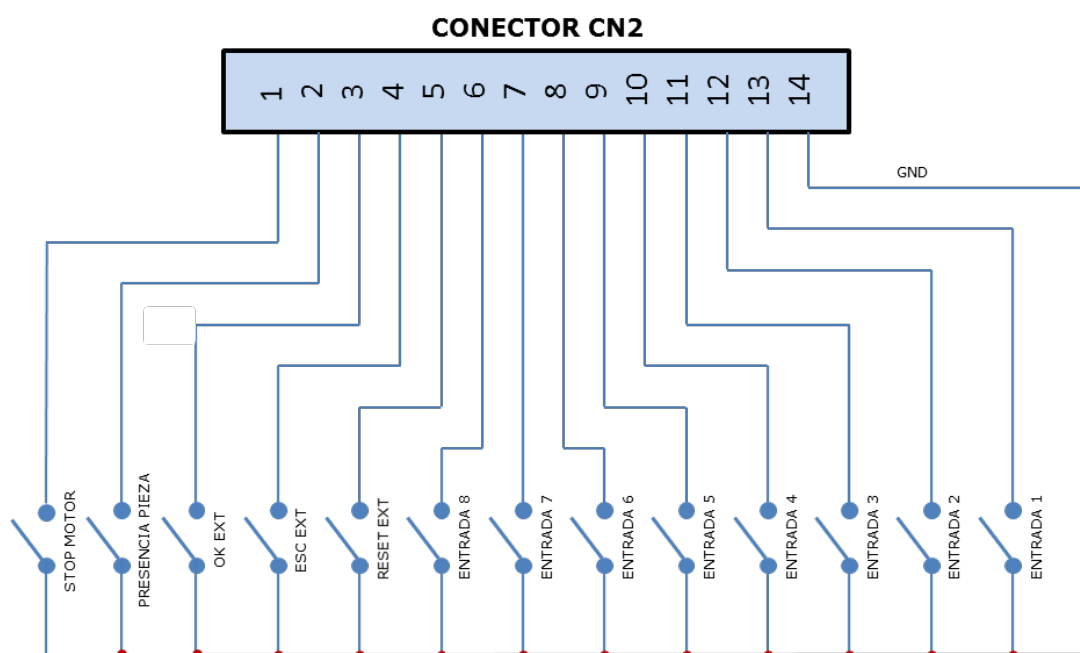 CONECTOR CN2
1 2 3 4 5 6 7 8 9 10 11 12 13 14
GND
STOP MOTOR
PRESENCIA PIEZA
OK EXT
ESC EXT
RESET EXT
ENTRADA 8
ENTRADA 7
ENTRADA 6
ENTRADA 5
ENTRADA 4
ENTRADA 3
ENTRADA 2
ENTRADA 1